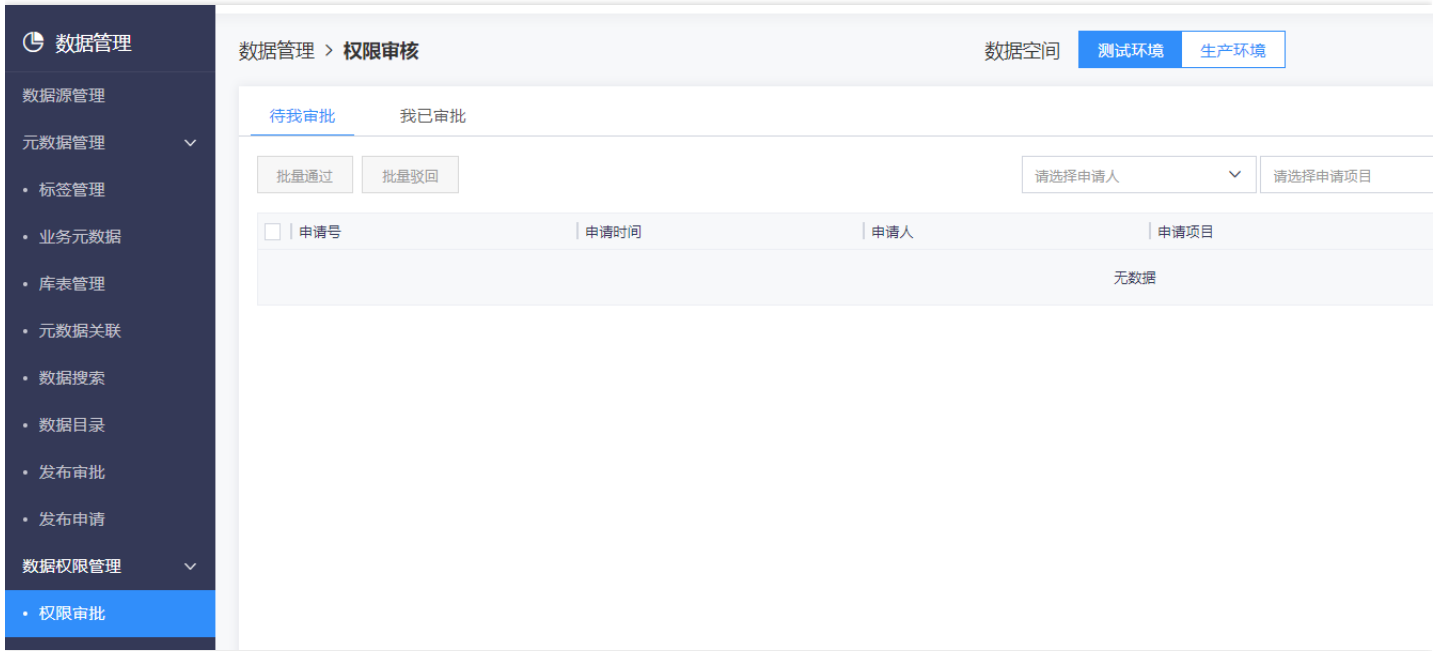 数据管理
数据源管理
元数据管理
• 标签管理
• 业务元数据
• 库表管理
• 元数据关联
• 数据搜索
• 数据目录
• 发布审批
• 发布申请
数据权限管理
• 权限审批
数据管理 > 权限审核
数据空间 测试环境 生产环境
待我审批 我已审批
批量通过 批量驳回 请选择申请人 请选择申请项目
申请号 申请时间 申请人 申请项目
无数据